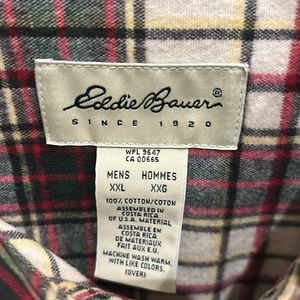 Eddie Bauer®
SINCE 1920
WPL 9647
CA 00665
MENS HOMMES
XXL XXG
100% COTTON/COTON
ASSEMBLED IN
COSTA RICA
OF U.S.A. MATERIAL
ASSEMBLE EN
COSTA RICA
DE MATERIAUX
FAIT AUX E.-U.
MACHINE WASH WARM,
WITH LIKE COLORS.
(OVER)